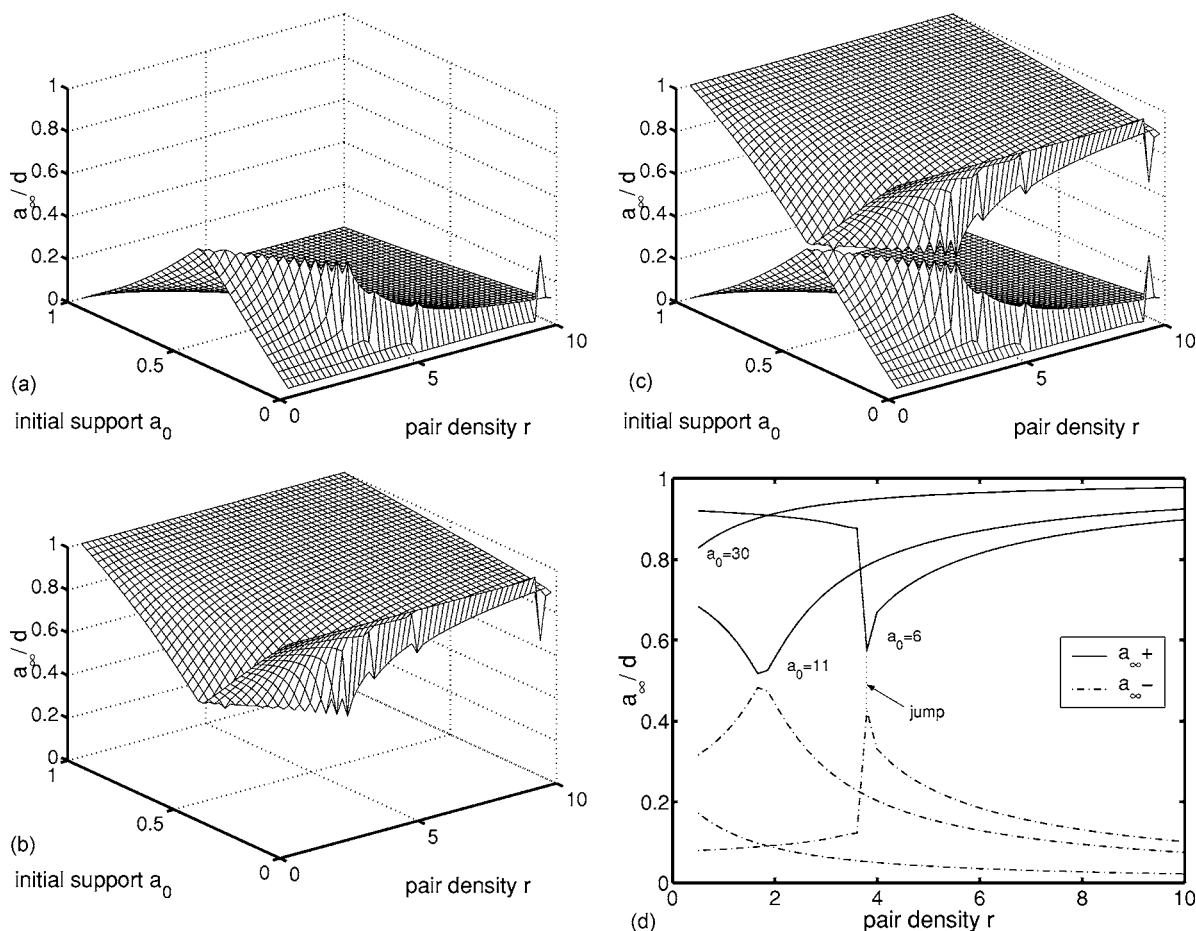 1
0.8
0.6
0.4
0.2
0
a∞ / d
1
0.5
0
0
5
10
(a)
initial support a0
pair density r
1
0.8
0.6
0.4
0.2
0
a∞ / d
1
0.5
0
0
5
10
(c)
initial support a0
pair density r
1
0.8
0.6
0.4
0.2
0
a∞ / d
1
0.5
0
0
5
10
(b)
initial support a0
pair density r
1
0.8
0.6
0.4
0.2
0
a∞ / d
a0=30
a0=11
a0=6
jump
a∞+
a∞−
0
2
4
6
8
10
(d)
pair density r